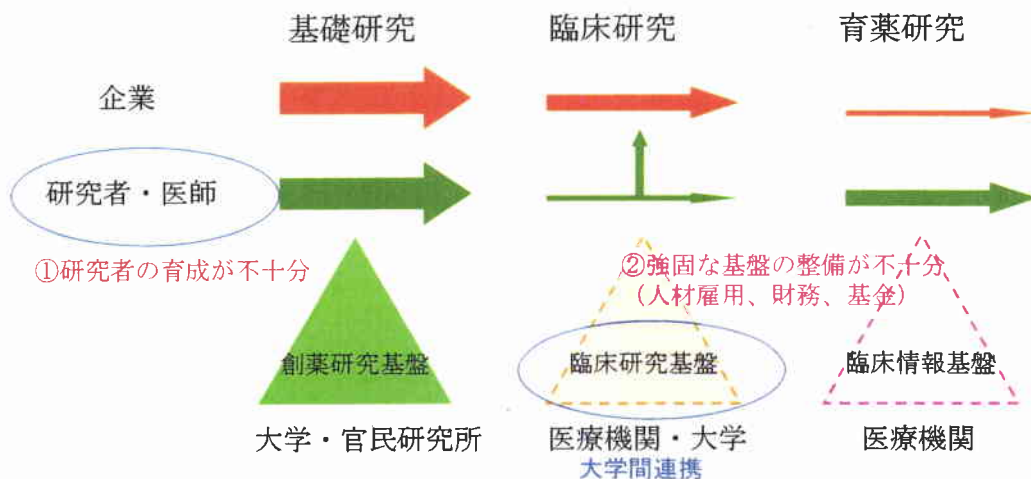 基礎研究
臨床研究
育薬研究
企業
研究者・医師
①研究者の育成が不十分
②強固な基盤の整備が不十分
(人材雇用、財務、基金)
創薬研究基盤
臨床研究基盤
臨床情報基盤
大学・官民研究所
医療機関・大学
医療機関
大学間連携